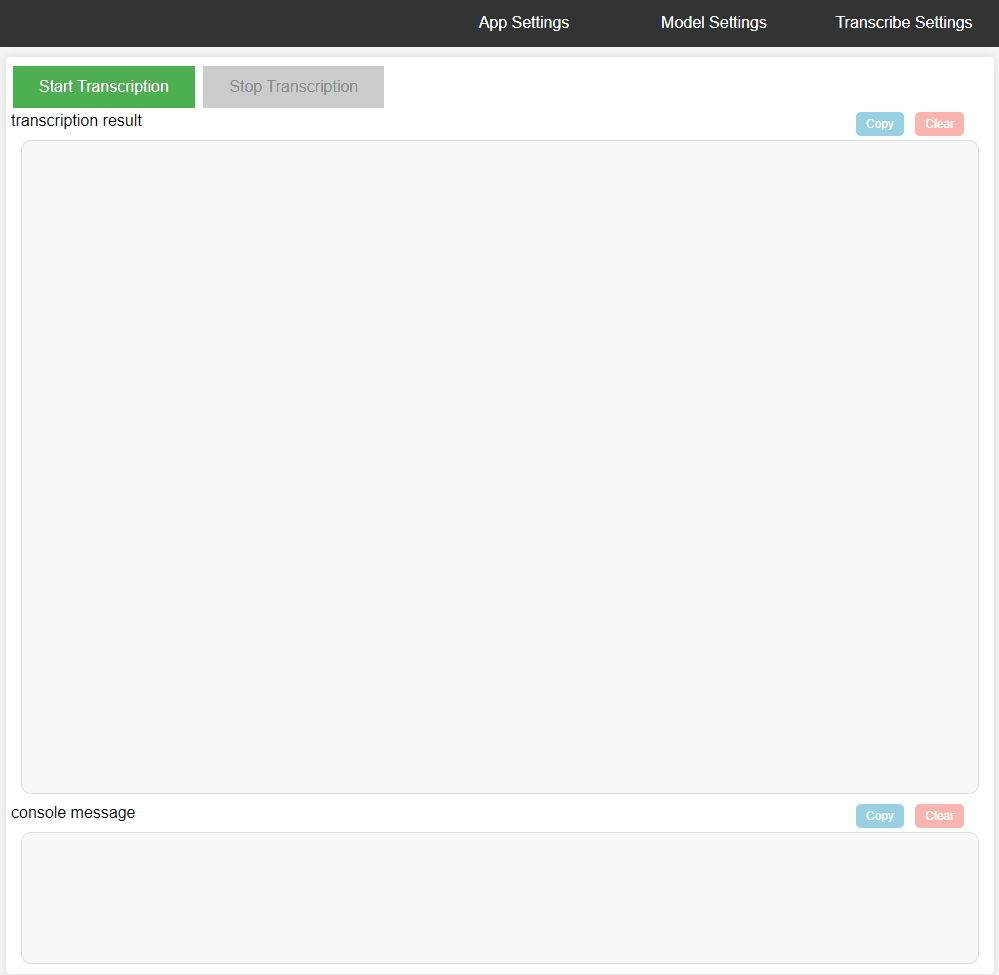 App Settings Model Settings Transcribe Settings
Start Transcription Stop Transcription
transcription result Copy Clear
console message Copy Clear